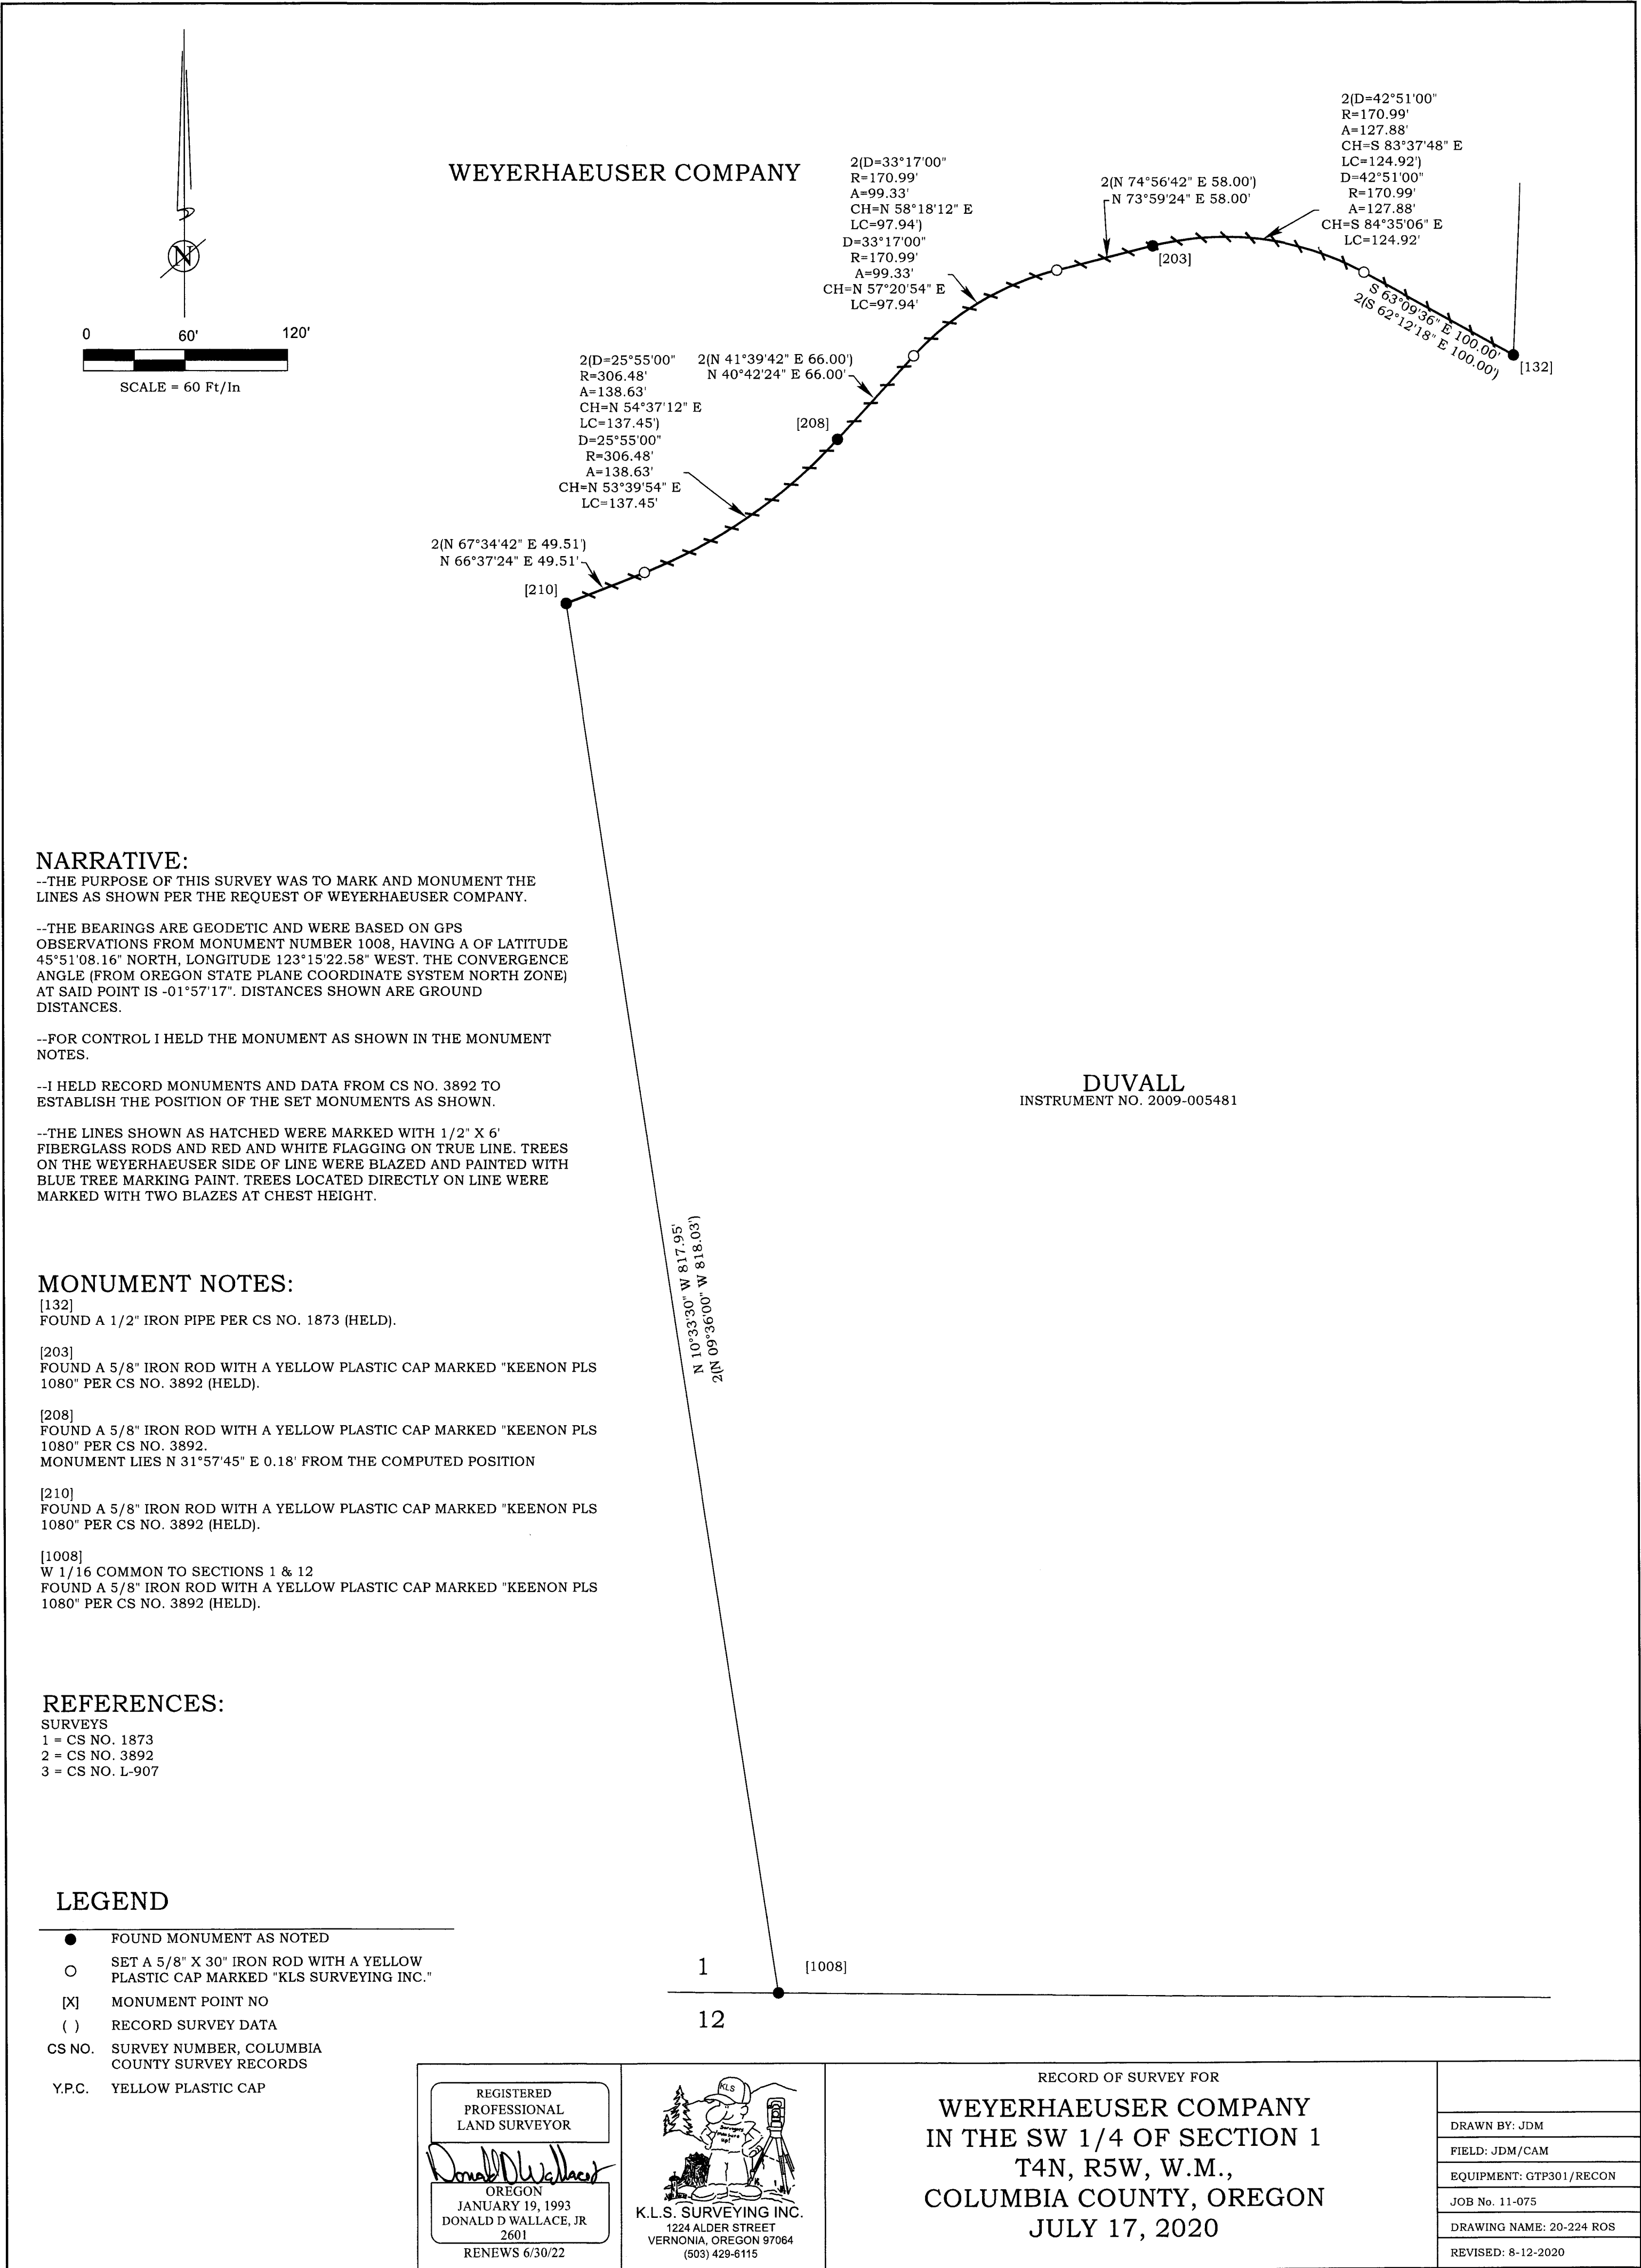 N
0 60' 120'
SCALE = 60 Ft/In
WEYERHAEUSER COMPANY
2(D=33°17'00"
R=170.99'
A=99.33'
CH=N 58°18'12" E
LC=97.94')
D=33°17'00"
R=170.99'
A=99.33'
CH=N 57°20'54" E
LC=97.94'
2(N 74°56'42" E 58.00')
N 73°59'24" E 58.00'
[203]
2(D=42°51'00"
R=170.99'
A=127.88'
CH=S 83°37'48" E
LC=124.92')
D=42°51'00"
R=170.99'
A=127.88'
CH=S 84°35'06" E
LC=124.92'
S 63°09'36" E 100.00'
2(S 62°12'18" E 100.00')
[132]
2(D=25°55'00"
R=306.48'
A=138.63'
CH=N 54°37'12" E
LC=137.45')
D=25°55'00"
R=306.48'
A=138.63'
CH=N 53°39'54" E
LC=137.45'
2(N 41°39'42" E 66.00')
N 40°42'24" E 66.00'
[208]
2(N 67°34'42" E 49.51')
N 66°37'24" E 49.51'
[210]
NARRATIVE:
--THE PURPOSE OF THIS SURVEY WAS TO MARK AND MONUMENT THE
LINES AS SHOWN PER THE REQUEST OF WEYERHAEUSER COMPANY.
--THE BEARINGS ARE GEODETIC AND WERE BASED ON GPS
OBSERVATIONS FROM MONUMENT NUMBER 1008, HAVING A OF LATITUDE
45°51'08.16" NORTH, LONGITUDE 123°15'22.58" WEST. THE CONVERGENCE
ANGLE (FROM OREGON STATE PLANE COORDINATE SYSTEM NORTH ZONE)
AT SAID POINT IS -01°57'17". DISTANCES SHOWN ARE GROUND
DISTANCES.
--FOR CONTROL I HELD THE MONUMENT AS SHOWN IN THE MONUMENT
NOTES.
--I HELD RECORD MONUMENTS AND DATA FROM CS NO. 3892 TO
ESTABLISH THE POSITION OF THE SET MONUMENTS AS SHOWN.
--THE LINES SHOWN AS HATCHED WERE MARKED WITH 1/2" X 6'
FIBERGLASS RODS AND RED AND WHITE FLAGGING ON TRUE LINE. TREES
ON THE WEYERHAEUSER SIDE OF LINE WERE BLAZED AND PAINTED WITH
BLUE TREE MARKING PAINT. TREES LOCATED DIRECTLY ON LINE WERE
MARKED WITH TWO BLAZES AT CHEST HEIGHT.
DUVALL
INSTRUMENT NO. 2009-005481
N 10°33'30" W 817.95'
2(N 09°36'00" W 818.03')
MONUMENT NOTES:
[132]
FOUND A 1/2" IRON PIPE PER CS NO. 1873 (HELD).
[203]
FOUND A 5/8" IRON ROD WITH A YELLOW PLASTIC CAP MARKED "KEENON PLS
1080" PER CS NO. 3892 (HELD).
[208]
FOUND A 5/8" IRON ROD WITH A YELLOW PLASTIC CAP MARKED "KEENON PLS
1080" PER CS NO. 3892.
MONUMENT LIES N 31°57'45" E 0.18' FROM THE COMPUTED POSITION
[210]
FOUND A 5/8" IRON ROD WITH A YELLOW PLASTIC CAP MARKED "KEENON PLS
1080" PER CS NO. 3892 (HELD).
[1008]
W 1/16 COMMON TO SECTIONS 1 & 12
FOUND A 5/8" IRON ROD WITH A YELLOW PLASTIC CAP MARKED "KEENON PLS
1080" PER CS NO. 3892 (HELD).
REFERENCES:
SURVEYS
1 = CS NO. 1873
2 = CS NO. 3892
3 = CS NO. L-907
LEGEND
FOUND MONUMENT AS NOTED
SET A 5/8" X 30" IRON ROD WITH A YELLOW
PLASTIC CAP MARKED "KLS SURVEYING INC."
[X] MONUMENT POINT NO
( ) RECORD SURVEY DATA
CS NO. SURVEY NUMBER, COLUMBIA
COUNTY SURVEY RECORDS
Y.P.C. YELLOW PLASTIC CAP
1 [1008]
12
REGISTERED
PROFESSIONAL
LAND SURVEYOR
Donald D Wallace Jr
OREGON
JANUARY 19, 1993
DONALD D WALLACE, JR
2601
RENEWS 6/30/22
KLS
K.L.S. SURVEYING INC.
1224 ALDER STREET
VERNONIA, OREGON 97064
(503) 429-6115
RECORD OF SURVEY FOR
WEYERHAEUSER COMPANY
IN THE SW 1/4 OF SECTION 1
T4N, R5W, W.M.,
COLUMBIA COUNTY, OREGON
JULY 17, 2020
DRAWN BY: JDM
FIELD: JDM/CAM
EQUIPMENT: GTP301/RECON
JOB No. 11-075
DRAWING NAME: 20-224 ROS
REVISED: 8-12-2020